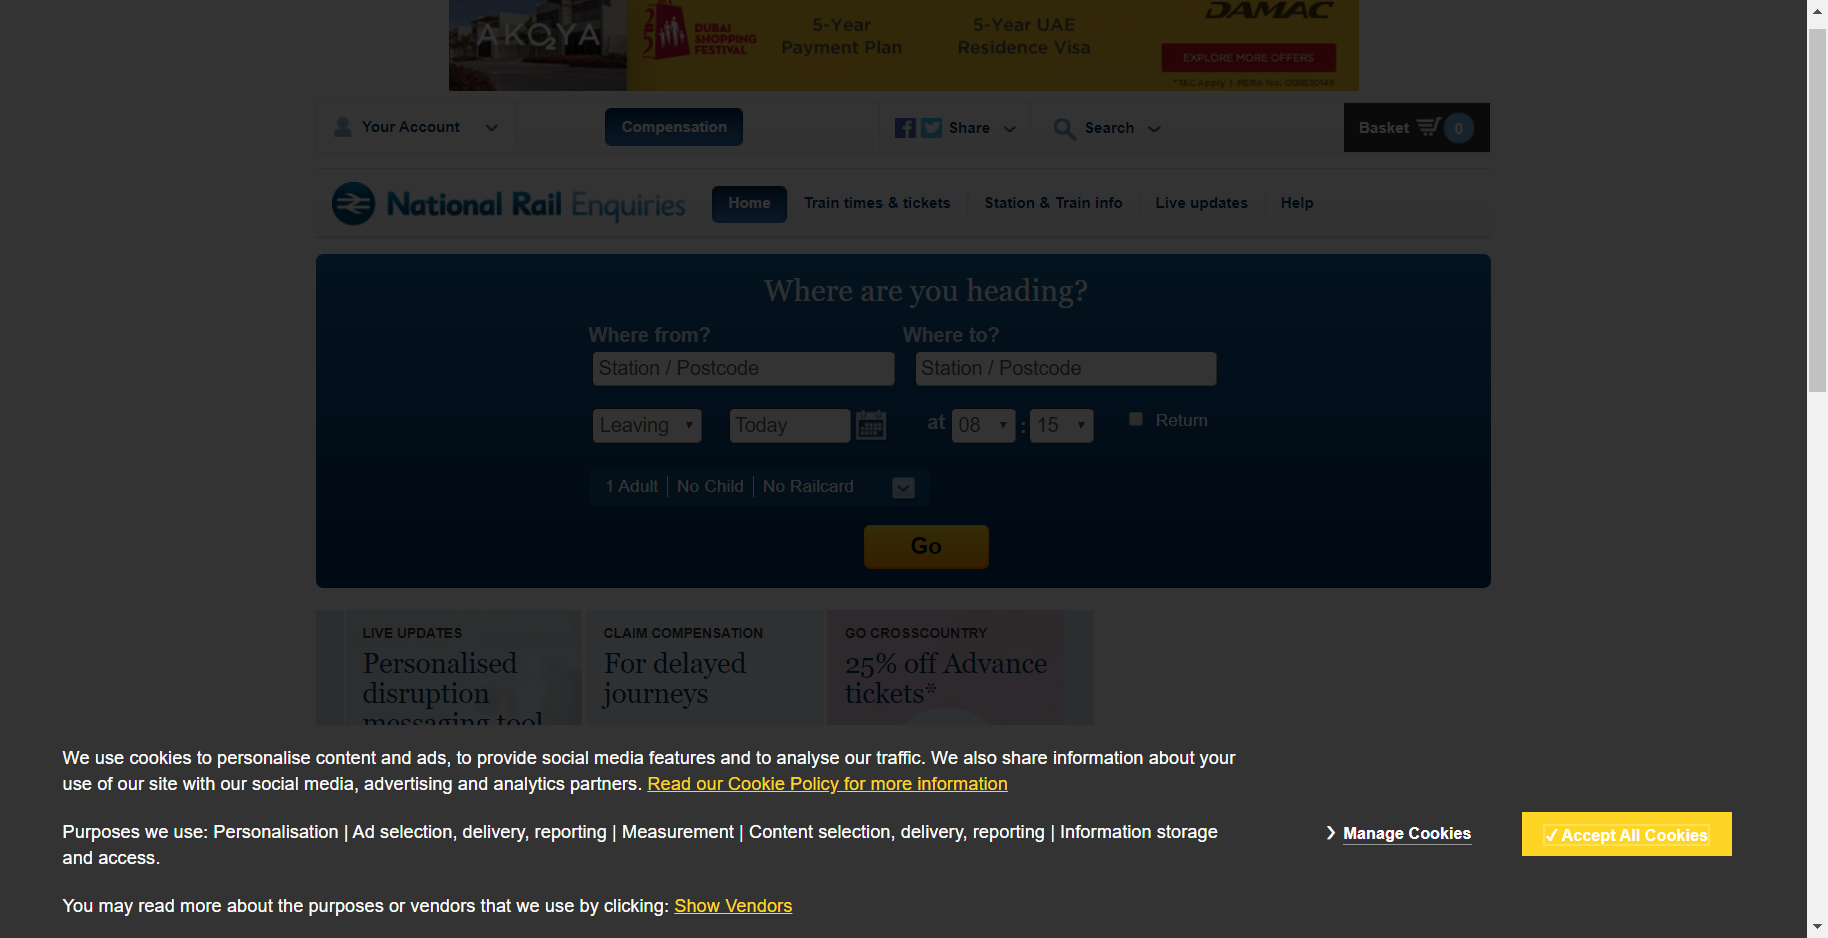 AKOYA
25
DUBAI
SHOPPING
FESTIVAL
5-Year
Payment Plan
5-Year UAE
Residence Visa
DAMAC
EXPLORE MORE OFFERS
*T&C Apply |
Your Account
Compensation
Share
Search
Basket 0
National Rail Enquiries
Home
Train times & tickets
Station & Train info
Live updates
Help
Where are you heading?
Where from? Where to?
Station / Postcode Station / Postcode
Leaving Today at 08 : 15 Return
1 Adult | No Child | No Railcard
Go
LIVE UPDATES
Personalised
disruption
messaging tool
CLAIM COMPENSATION
For delayed
journeys
GO CROSSCOUNTRY
25% off Advance
tickets*
We use cookies to personalise content and ads, to provide social media features and to analyse our traffic. We also share information about your
use of our site with our social media, advertising and analytics partners. Read our Cookie Policy for more information
Purposes we use: Personalisation | Ad selection, delivery, reporting | Measurement | Content selection, delivery, reporting | Information storage
and access.
You may read more about the purposes or vendors that we use by clicking: Show Vendors
Manage Cookies
✓ Accept All Cookies